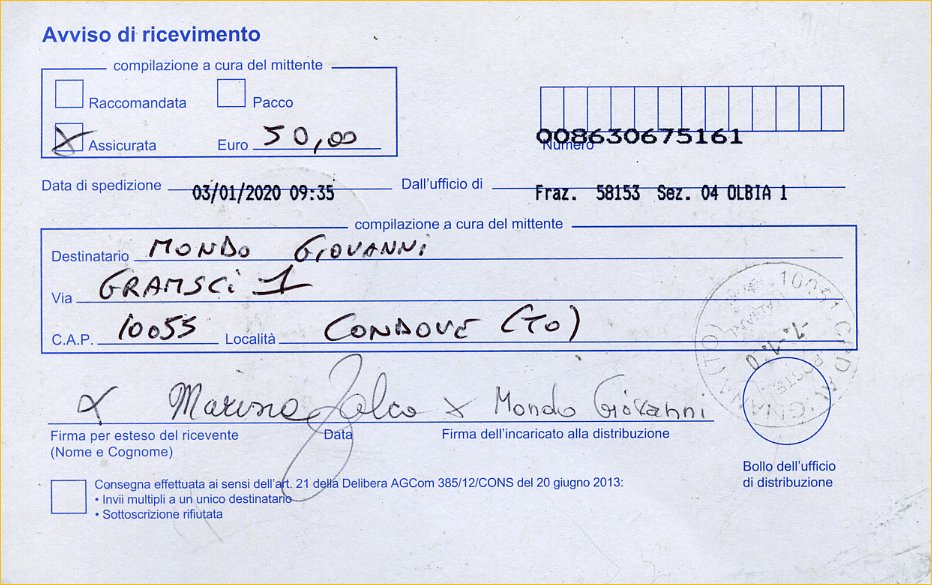 Avviso di ricevimento
compilazione a cura del mittente
Raccomandata Pacco
X Assicurata Euro 50,00
008630675161
Numero
Data di spedizione 03/01/2020 09:35 Dall'ufficio di Fraz. 58153 Sez. 04 OLBIA 1
compilazione a cura del mittente
Destinatario MONDO GIOVANNI
Via GRAMSCI 1
C.A.P. 10055 Località CONDOVE (TO)
x Marina Falco x Mondo Giovanni
Firma per esteso del ricevente Data Firma dell'incaricato alla distribuzione
(Nome e Cognome)
Bollo dell'ufficio
di distribuzione
Consegna effettuata ai sensi dell'art. 21 della Delibera AGCom 385/12/CONS del 20 giugno 2013:
• Invii multipli a un unico destinatario
• Sottoscrizione rifiutata